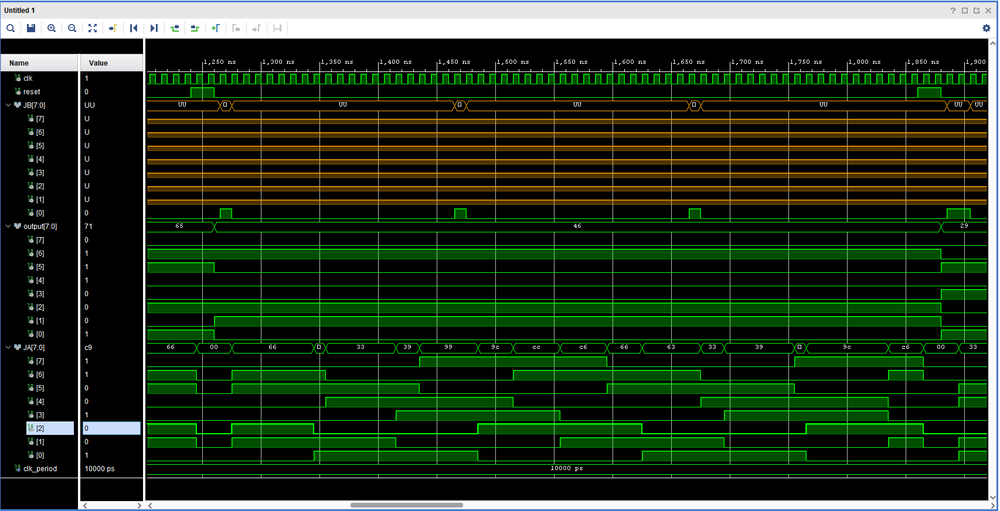 Untitled 1
Name Value
1,250 ns 1,300 ns 1,350 ns 1,400 ns 1,450 ns 1,500 ns 1,550 ns 1,600 ns 1,650 ns 1,700 ns 1,750 ns 1,800 ns 1,850 ns 1,900
clk 1
reset 0
JB[7:0] UU UU UU UU UU UU UU
[7] U
[6] U
[5] U
[4] U
[3] U
[2] U
[1] U
[0] 0
output[7:0] 71 65 46 29
[7] 0
[6] 1
[5] 1
[4] 1
[3] 0
[2] 0
[1] 0
[0] 1
JA[7:0] c9 66 00 66 33 39 99 9c cc c6 66 63 33 39 9c c6 00 33
[7] 1
[6] 1
[5] 0
[4] 0
[3] 1
[2] 0
[1] 0
[0] 1
clk_period 10000 ps 10000 ps